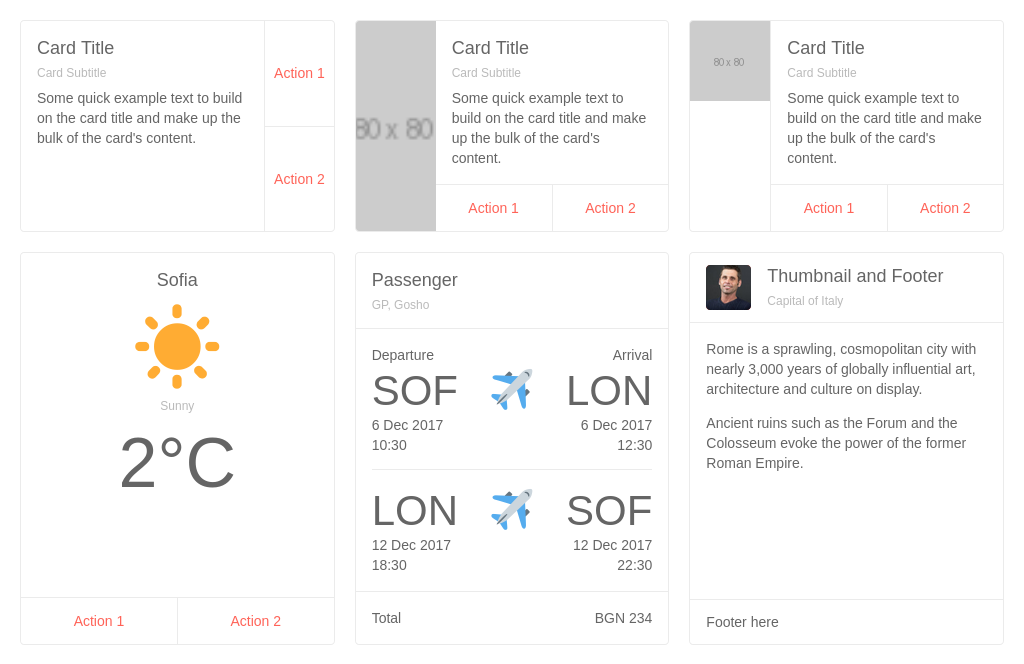 Card Title
Card Subtitle
Some quick example text to build
on the card title and make up the
bulk of the card's content.
Action 1
Action 2
80 x 80
Card Title
Card Subtitle
Some quick example text to
build on the card title and make
up the bulk of the card's
content.
Action 1
Action 2
80 x 80
Card Title
Card Subtitle
Some quick example text to
build on the card title and make
up the bulk of the card's
content.
Action 1
Action 2
Sofia
Sunny
2°C
Action 1
Action 2
Passenger
GP, Gosho
Departure Arrival
SOF LON
6 Dec 2017 6 Dec 2017
10:30 12:30
LON SOF
12 Dec 2017 12 Dec 2017
18:30 22:30
Total BGN 234
Thumbnail and Footer
Capital of Italy
Rome is a sprawling, cosmopolitan city with
nearly 3,000 years of globally influential art,
architecture and culture on display.
Ancient ruins such as the Forum and the
Colosseum evoke the power of the former
Roman Empire.
Footer here